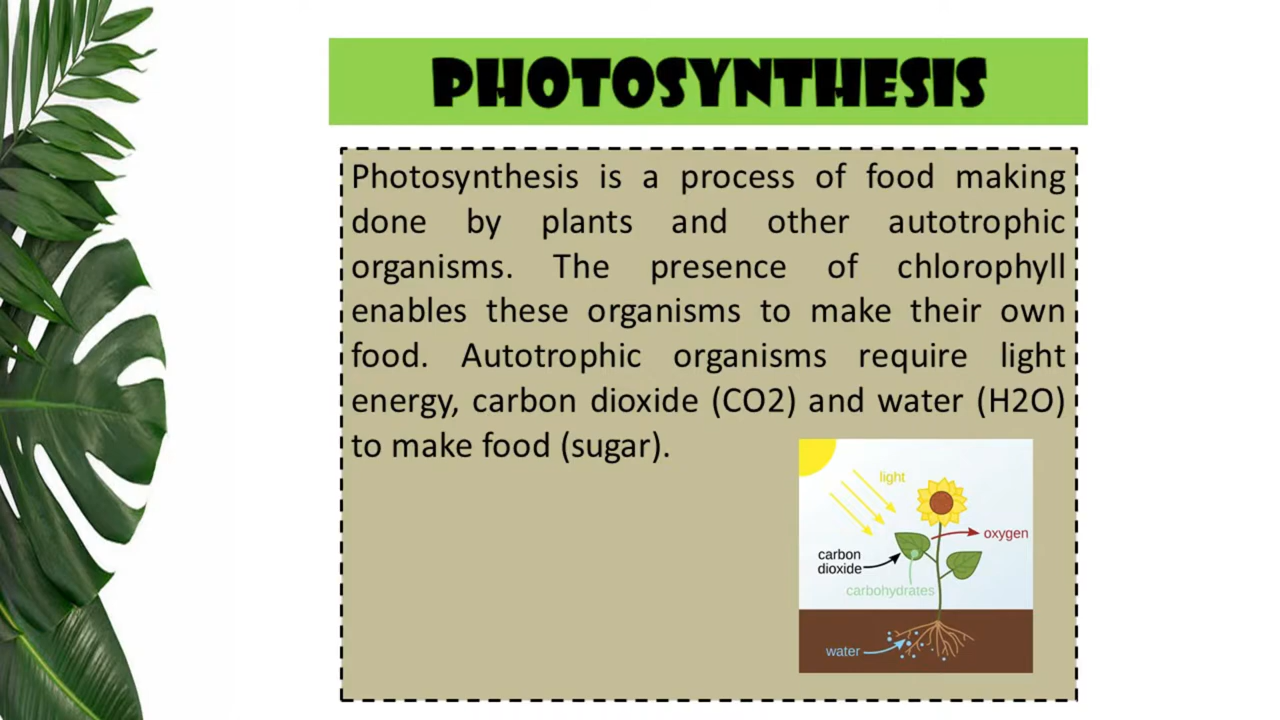 PHOTOSYNTHESIS
Photosynthesis is a process of food making
done by plants and other autotrophic
organisms. The presence of chlorophyll
enables these organisms to make their own
food. Autotrophic organisms require light
energy, carbon dioxide (CO2) and water (H2O)
to make food (sugar).
light
oxygen
carbon
dioxide
carbohydrates
water